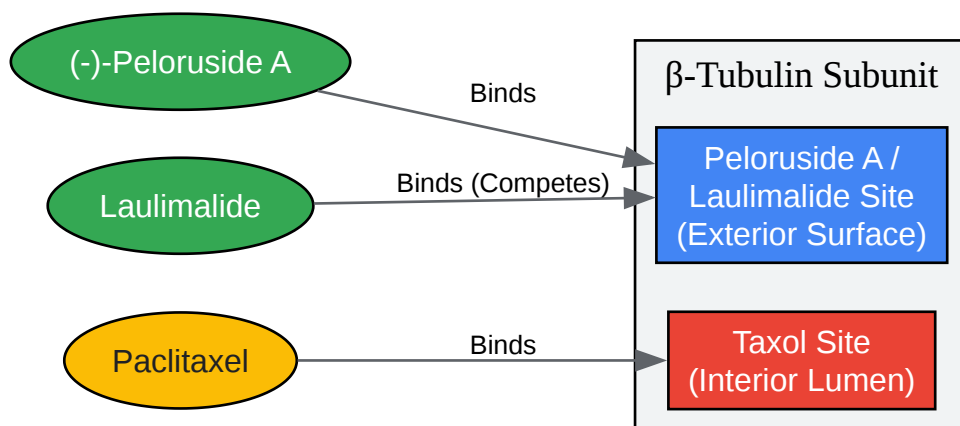 (-)-Peloruside A
Binds
β-Tubulin Subunit
Peloruside A /
Laulimalide Site
(Exterior Surface)
Laulimalide
Binds (Competes)
Paclitaxel
Binds
Taxol Site
(Interior Lumen)